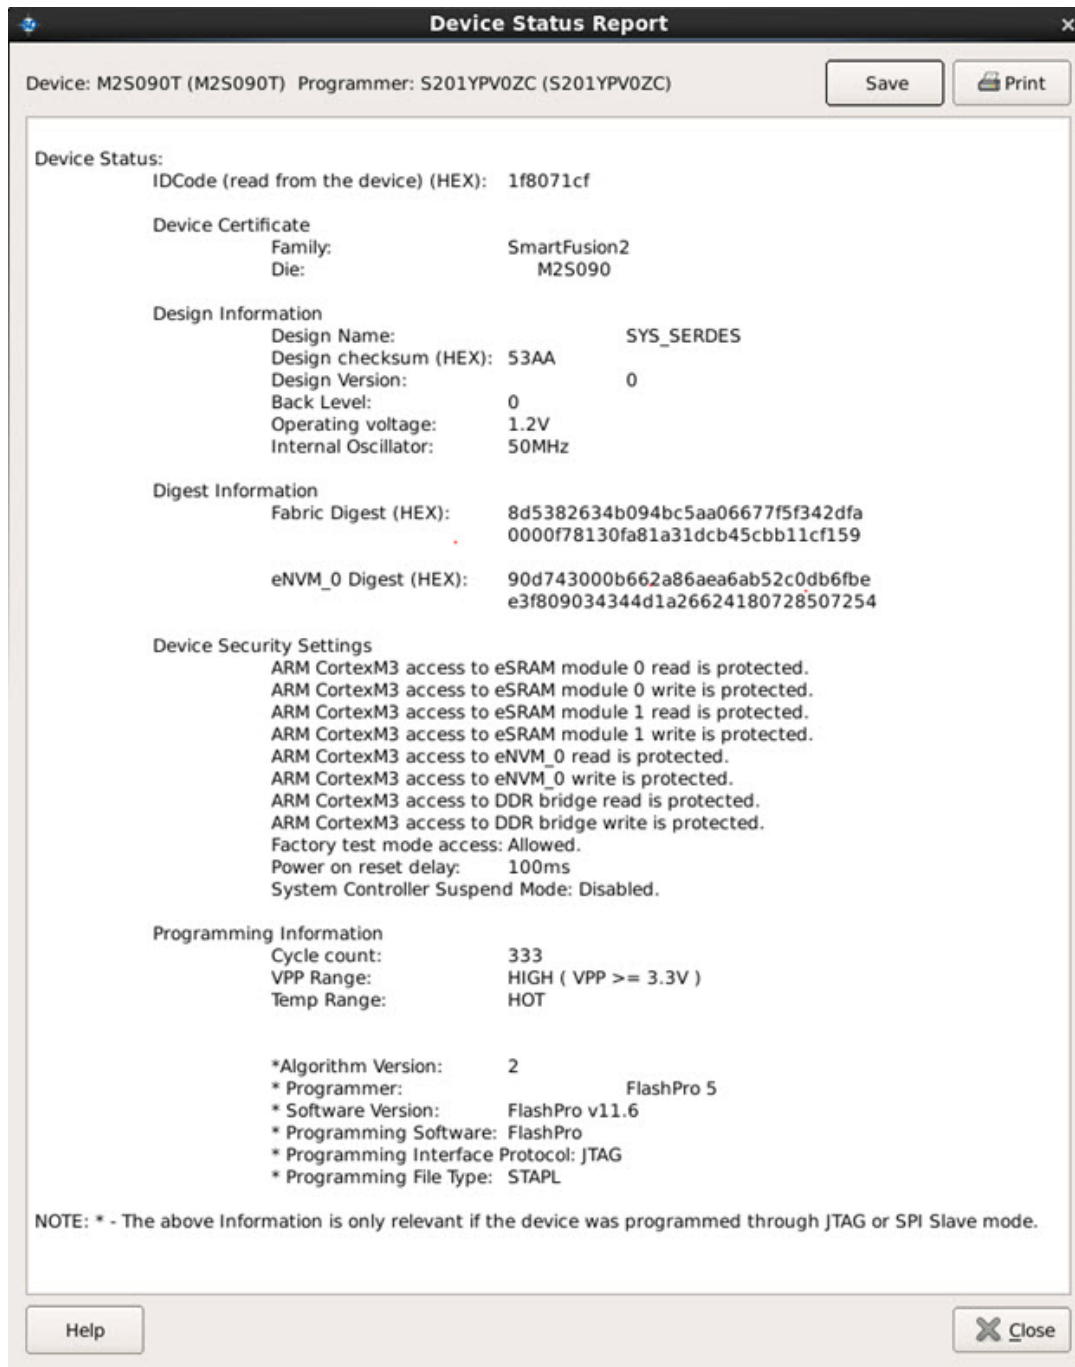 Device Status Report
Device: M2S090T (M2S090T) Programmer: S201YPV0ZC (S201YPV0ZC)
Save
Print
Device Status:
IDCode (read from the device) (HEX): 1f8071cf
Device Certificate
Family: SmartFusion2
Die: M2S090
Design Information
Design Name: SYS_SERDES
Design checksum (HEX): 53AA
Design Version: 0
Back Level: 0
Operating voltage: 1.2V
Internal Oscillator: 50MHz
Digest Information
Fabric Digest (HEX): 8d5382634b094bc5aa06677f5f342dfa
0000f78130fa81a31dcb45cbb11cf159
eNVM_0 Digest (HEX): 90d743000b662a86aea6ab52c0db6fbe
e3f809034344d1a26624180728507254
Device Security Settings
ARM CortexM3 access to eSRAM module 0 read is protected.
ARM CortexM3 access to eSRAM module 0 write is protected.
ARM CortexM3 access to eSRAM module 1 read is protected.
ARM CortexM3 access to eSRAM module 1 write is protected.
ARM CortexM3 access to eNVM_0 read is protected.
ARM CortexM3 access to eNVM_0 write is protected.
ARM CortexM3 access to DDR bridge read is protected.
ARM CortexM3 access to DDR bridge write is protected.
Factory test mode access: Allowed.
Power on reset delay: 100ms
System Controller Suspend Mode: Disabled.
Programming Information
Cycle count: 333
VPP Range: HIGH ( VPP >= 3.3V )
Temp Range: HOT
*Algorithm Version: 2
* Programmer: FlashPro 5
* Software Version: FlashPro v11.6
* Programming Software: FlashPro
* Programming Interface Protocol: JTAG
* Programming File Type: STAPL
NOTE: * - The above Information is only relevant if the device was programmed through JTAG or SPI Slave mode.
Help
Close